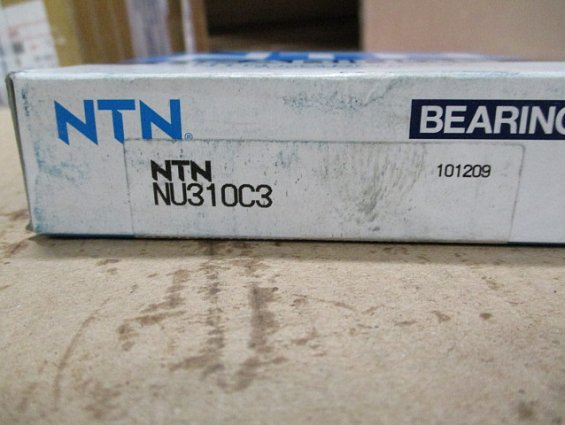 NTN
BEARING
NTN
NU310C3
101209